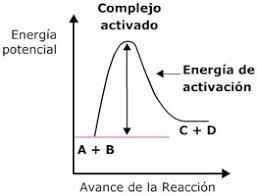 Complejo
activado
Energía
potencial
Energía de
activación
C + D
A + B
Avance de la Reacción